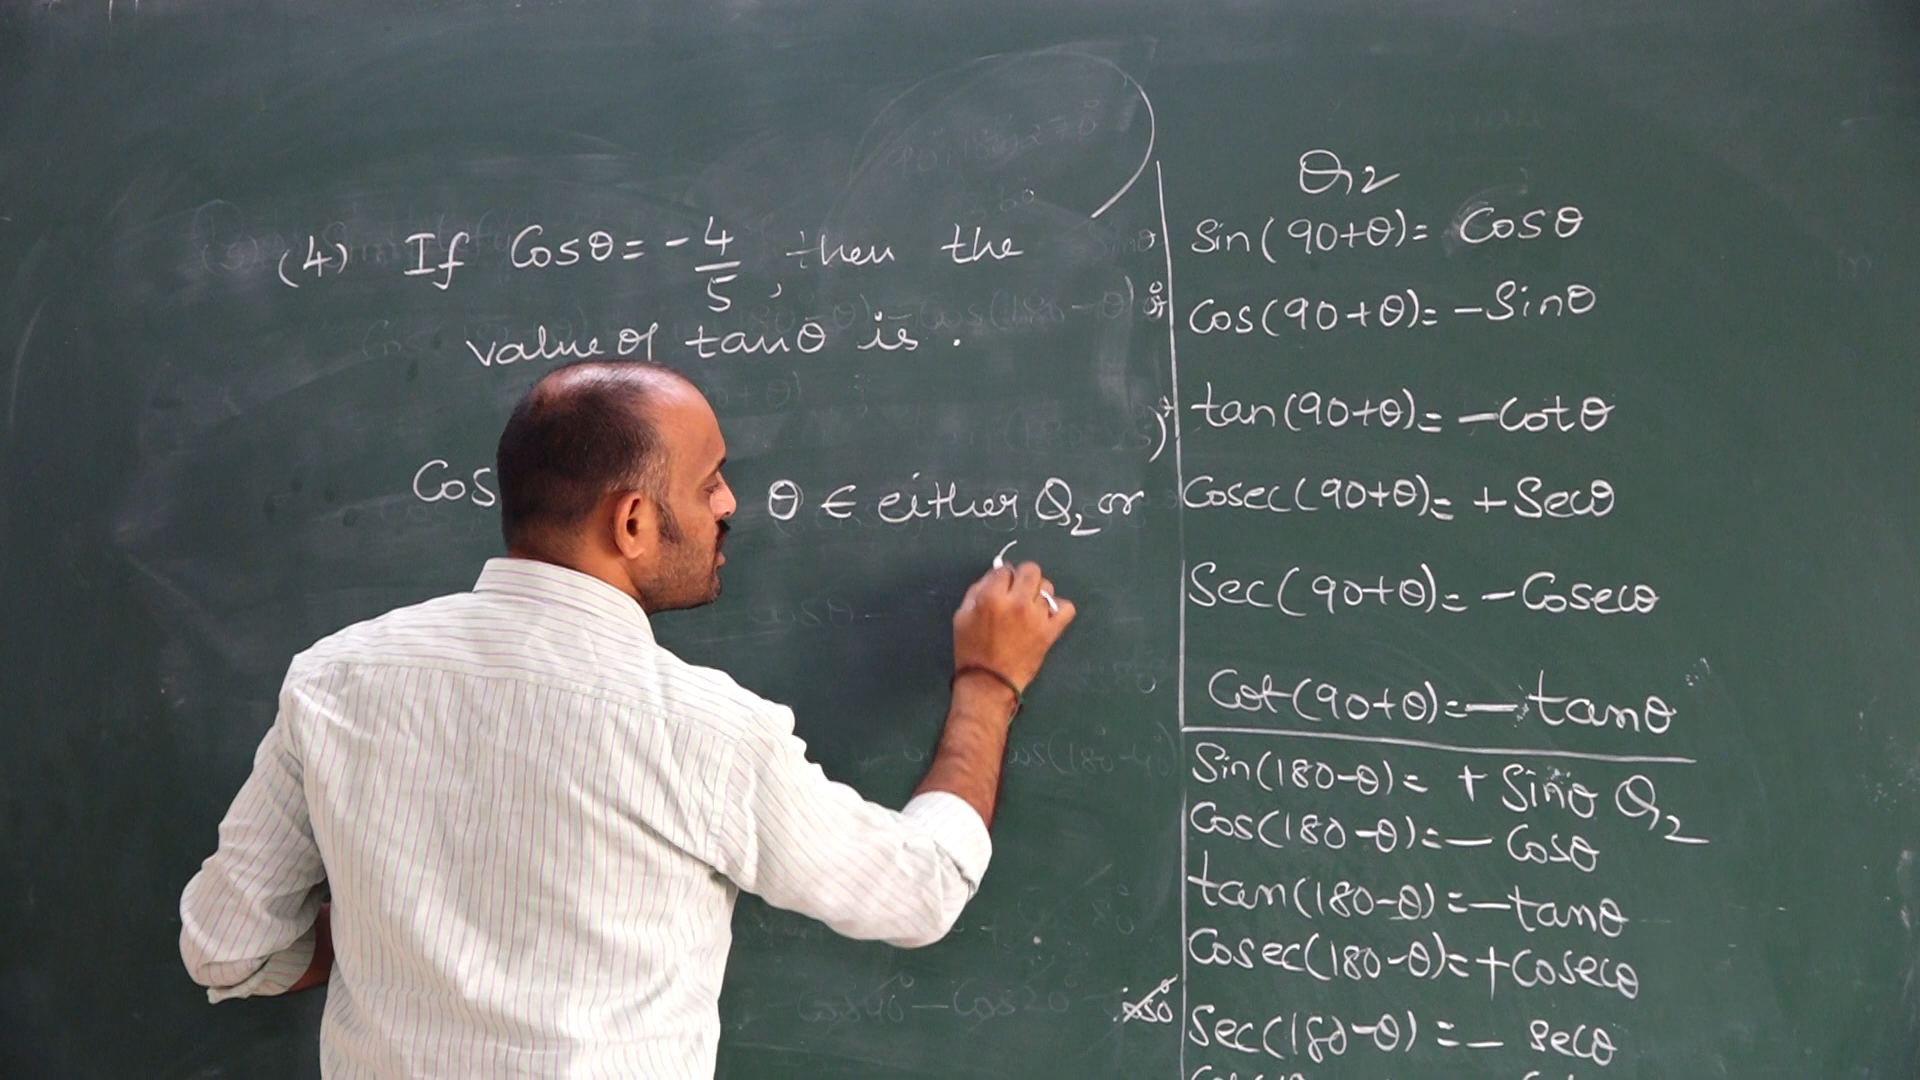 (4) If Cosθ = -4/5, then the
value of tanθ is .
Cos
θ ∈ either Q2 or
Q2
Sin(90+θ)= Cosθ
Cos(90+θ)= -Sinθ
tan(90+θ)= -Cotθ
Cosec(90+θ)= +Secθ
Sec(90+θ)= -Cosecθ
Cot(90+θ)= -tanθ
Sin(180-θ)= + Sinθ Q2
Cos(180-θ)= - Cosθ
tan(180-θ)= -tanθ
Cosec(180-θ)= +Cosecθ
Sec(180-θ) = - Secθ